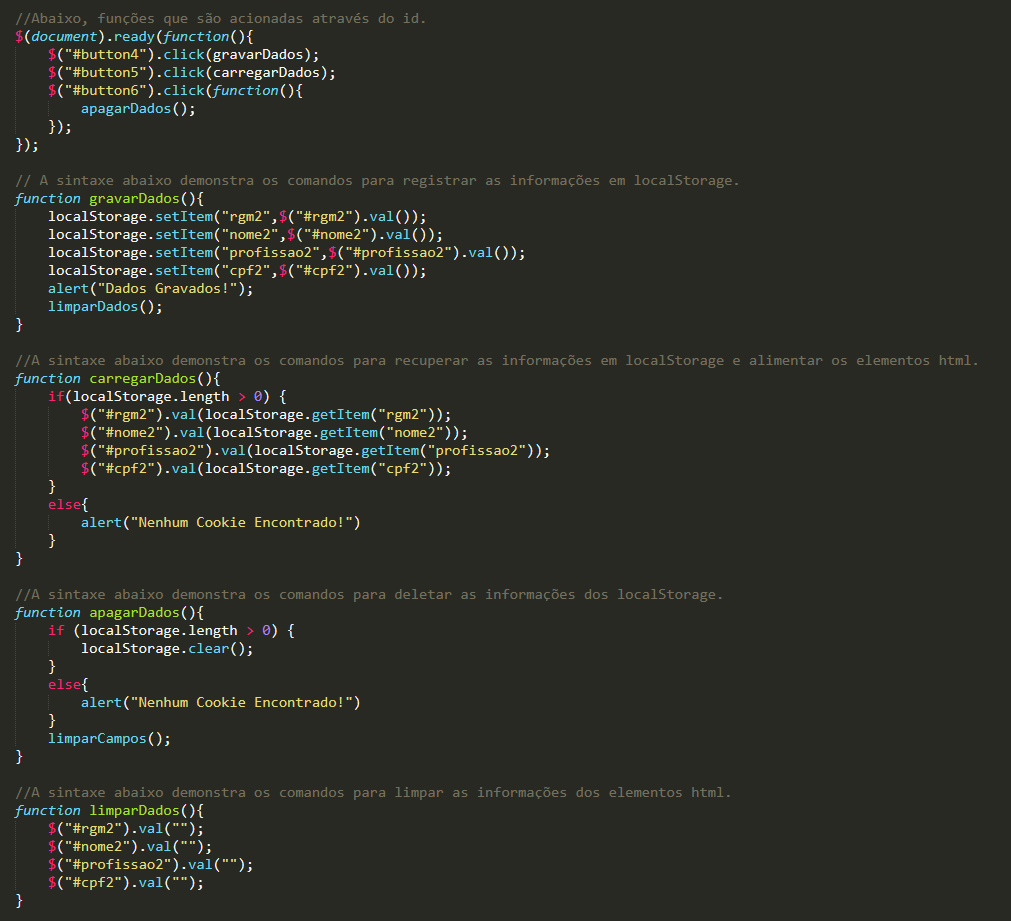 //Abaixo, funções que são acionadas através do id.
$(document).ready(function(){
    $("#button4").click(gravarDados);
    $("#button5").click(carregarDados);
    $("#button6").click(function(){
        apagarDados();
    });
});

// A sintaxe abaixo demonstra os comandos para registrar as informações em localStorage.
function gravarDados(){
    localStorage.setItem("rgm2",$("#rgm2").val());
    localStorage.setItem("nome2",$("#nome2").val());
    localStorage.setItem("profissao2",$("#profissao2").val());
    localStorage.setItem("cpf2",$("#cpf2").val());
    alert("Dados Gravados!");
    limparDados();
}

//A sintaxe abaixo demonstra os comandos para recuperar as informações em localStorage e alimentar os elementos html.
function carregarDados(){
    if(localStorage.length > 0) {
        $("#rgm2").val(localStorage.getItem("rgm2"));
        $("#nome2").val(localStorage.getItem("nome2"));
        $("#profissao2").val(localStorage.getItem("profissao2"));
        $("#cpf2").val(localStorage.getItem("cpf2"));
    }
    else{
        alert("Nenhum Cookie Encontrado!")
    }
}

//A sintaxe abaixo demonstra os comandos para deletar as informações dos localStorage.
function apagarDados(){
    if (localStorage.length > 0) {
        localStorage.clear();
    }
    else{
        alert("Nenhum Cookie Encontrado!")
    }
    limparCampos();
}

//A sintaxe abaixo demonstra os comandos para limpar as informações dos elementos html.
function limparDados(){
    $("#rgm2").val("");
    $("#nome2").val("");
    $("#profissao2").val("");
    $("#cpf2").val("");
}